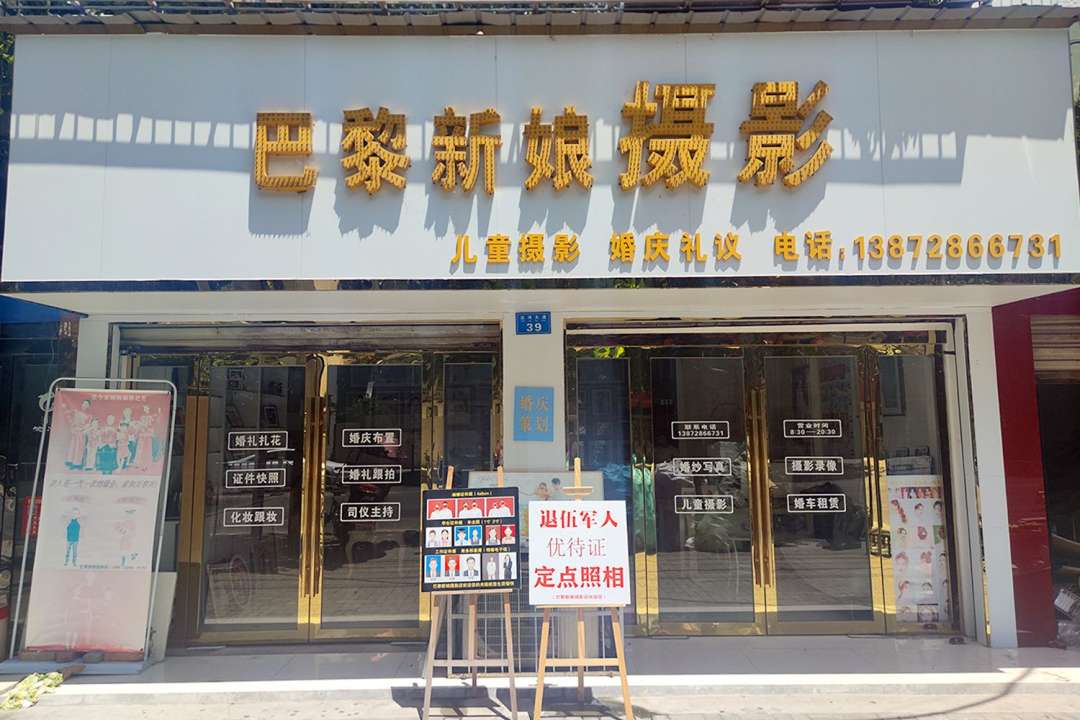 巴黎新娘摄影
儿童摄影 婚庆礼议 电话:13872866731
39
婚庆
策划
婚礼扎花
证件快照
化妆跟妆
婚庆布置
婚礼跟拍
司仪主持
联系电话
13872866731
婚纱写真
儿童摄影
营业时间
8:30—20:30
摄影录像
婚车租赁
退伍军人
优待证
定点照相